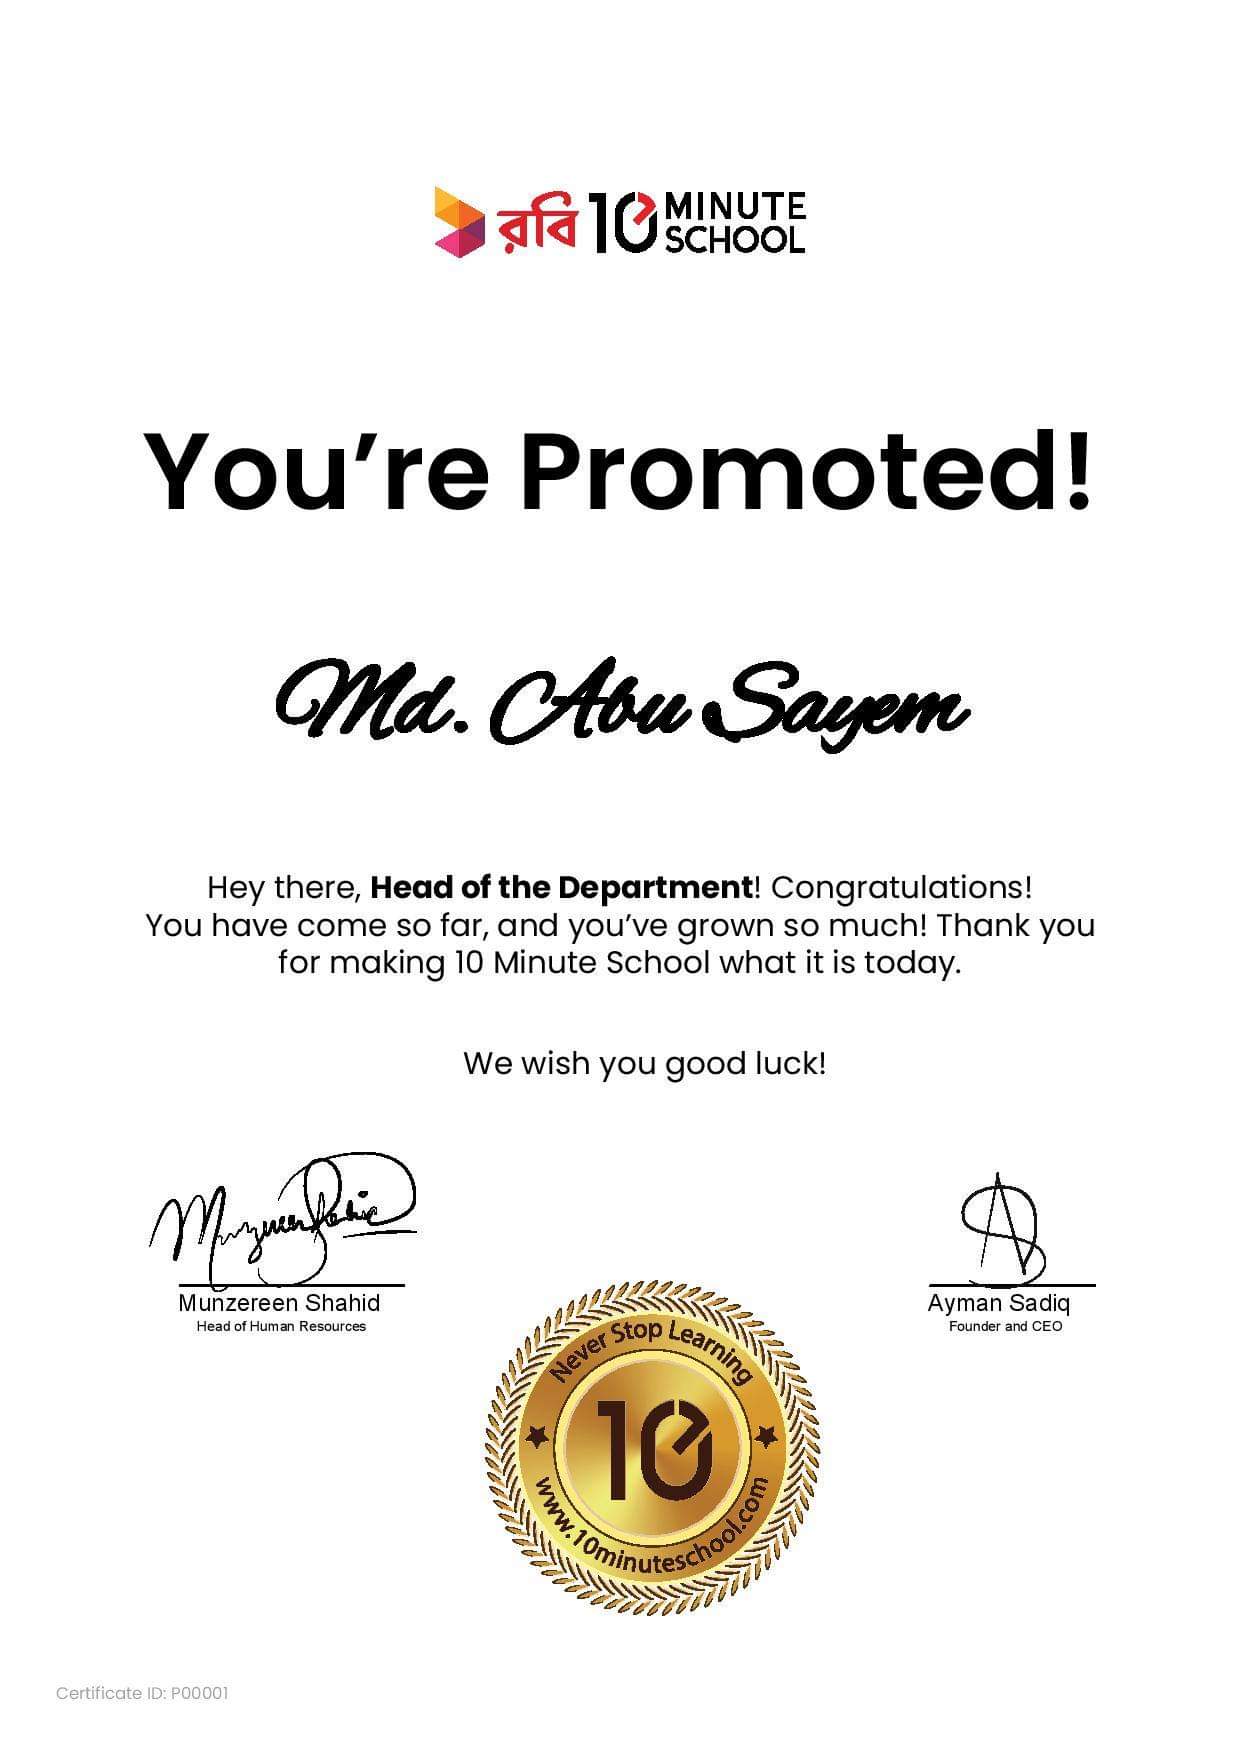 রবি 10 MINUTE SCHOOL
You’re Promoted!
Md. Abu Sayem
Hey there, Head of the Department! Congratulations!
You have come so far, and you’ve grown so much! Thank you
for making 10 Minute School what it is today.
We wish you good luck!
Munzereen Shahid
Munzereen Shahid
Head of Human Resources
Ayman Sadiq
Founder and CEO
Never Stop Learning
10
www.10minuteschool.com
Certificate ID: P00001